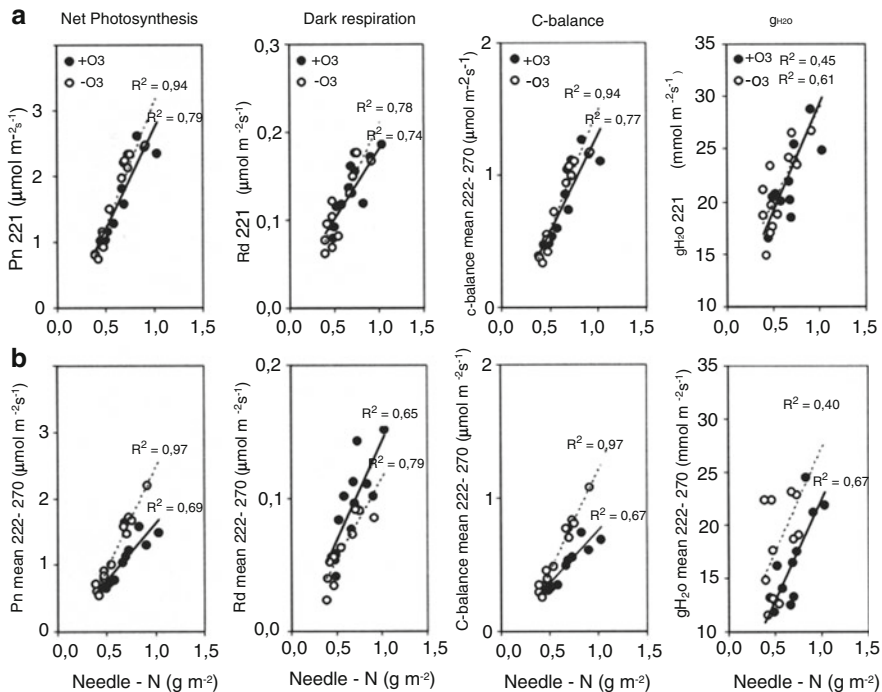 a
Net Photosynthesis
Dark respiration
C-balance
gH2O
+O3
-O3
R2 = 0,94
R2 = 0,79
Pn 221 (μmol m-2s-1)
3
2
1
0
0,0 0,5 1,0 1,5
+O3
-O3
R2 = 0,78
R2 = 0,74
Rd 221 (μmol m-2s-1)
0,3
0,2
0,1
0,0
0,0 0,5 1,0 1,5
+O3
-O3
R2 = 0,94
R2 = 0,77
c-balance mean 222- 270 (μmol m-2s-1)
2
1
0
0,0 0,5 1,0 1,5
+O3 R2 = 0,45
-O3 R2 = 0,61
gH2O 221 (mmol m-2s-1)
35
30
25
20
15
10
0,0 0,5 1,0 1,5
b
R2 = 0,97
R2 = 0,69
Pn mean 222- 270 (μmol m-2s-1)
3
2
1
0
0,0 0,5 1,0 1,5
Needle - N (g m-2)
R2 = 0,65
R2 = 0,79
Rd mean 222- 270 (μmol m-2s-1)
0,2
0,1
0,0
0,0 0,5 1,0 1,5
Needle - N (g m-2)
R2 = 0,97
R2 = 0,67
C-balance mean 222- 270 (μmol m-2s-1)
2
1
0
0,0 0,5 1,0 1,5
Needle - N (g m-2)
R2 = 0,40
R2 = 0,67
gH2O mean 222- 270 (mmol m-2s-1)
35
25
20
15
10
0,0 0,5 1,0 1,5
Needle - N (g m-2)